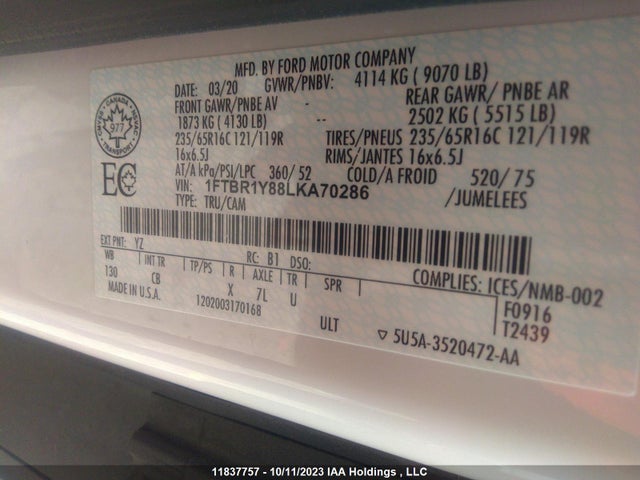 MFD. BY FORD MOTOR COMPANY
DATE: 03/20 GVWR/PNBV: 4114 KG ( 9070 LB)
FRONT GAWR/PNBE AV REAR GAWR/ PNBE AR
1873 KG ( 4130 LB) -- 2502 KG ( 5515 LB)
235/65R16C 121/119R TIRES/PNEUS 235/65R16C 121/119R
16x6.5J RIMS/JANTES 16x6.5J
AT/A kPa/PSI/LPC 360/ 52 COLD/A FROID 520/ 75
VIN: 1FTBR1Y88LKA70286 /JUMELEES
TYPE: TRU/CAM
CANADA
977
TRANSPORT
EC
EXT PNT: YZ RC: B1 DSO: COMPLIES: ICES/NMB-002
WB INT TR TP/PS R AXLE TR SPR F0916
130 CB X 7L U T2439
MADE IN U.S.A. 1202003170168 ULT ▽ 5U5A-3520472-AA
11837757 - 10/11/2023 IAA Holdings , LLC